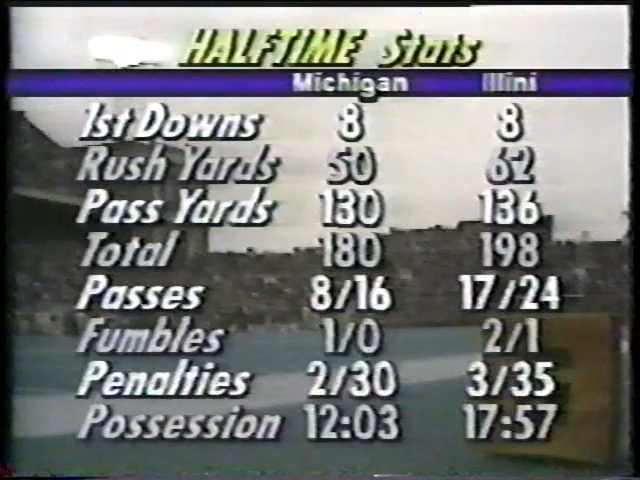 HALFTIME Stats
Michigan Illini
1st Downs 8 8
Rush Yards 50 62
Pass Yards 130 136
Total 180 198
Passes 8/16 17/24
Fumbles 1/0 2/1
Penalties 2/30 3/35
Possession 12:03 17:57